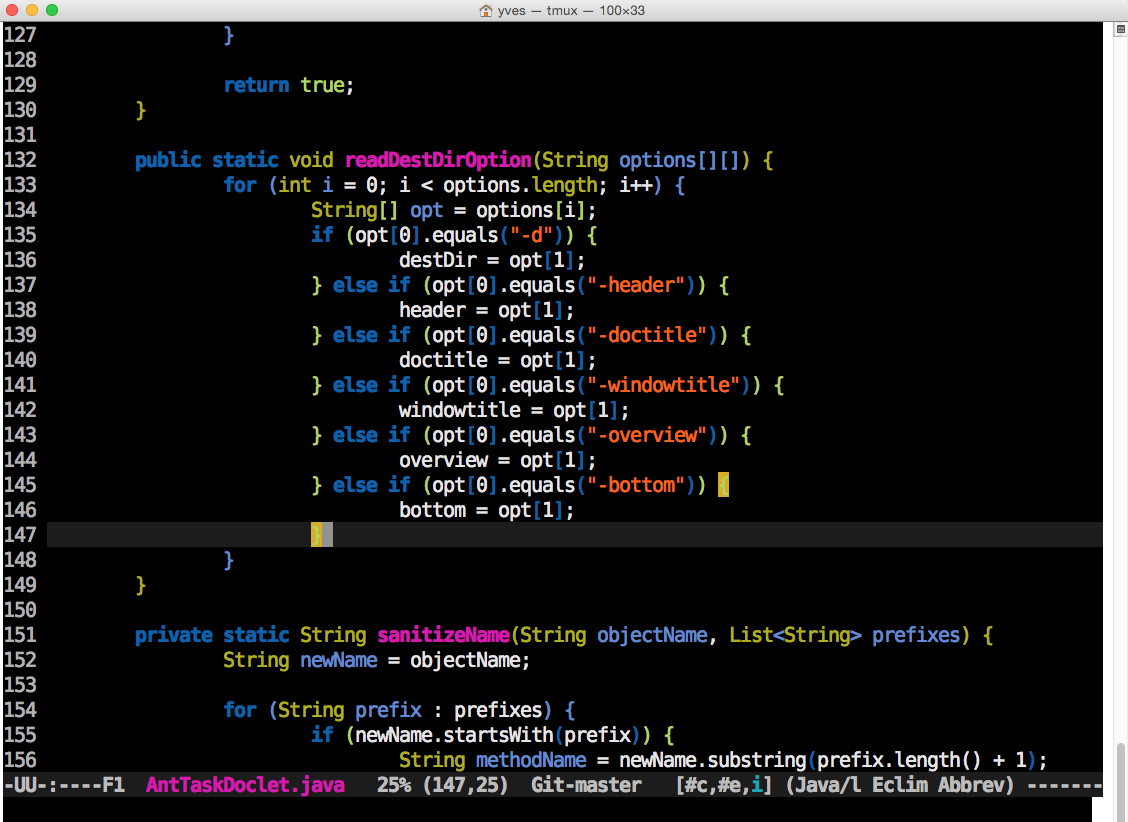 yves — tmux — 100×33
127                 }
128
129                 return true;
130         }
131
132         public static void readDestDirOption(String options[][]) {
133                 for (int i = 0; i < options.length; i++) {
134                         String[] opt = options[i];
135                         if (opt[0].equals("-d")) {
136                                 destDir = opt[1];
137                         } else if (opt[0].equals("-header")) {
138                                 header = opt[1];
139                         } else if (opt[0].equals("-doctitle")) {
140                                 doctitle = opt[1];
141                         } else if (opt[0].equals("-windowtitle")) {
142                                 windowtitle = opt[1];
143                         } else if (opt[0].equals("-overview")) {
144                                 overview = opt[1];
145                         } else if (opt[0].equals("-bottom")) {
146                                 bottom = opt[1];
147                         }
148                 }
149         }
150
151         private static String sanitizeName(String objectName, List<String> prefixes) {
152                 String newName = objectName;
153
154                 for (String prefix : prefixes) {
155                         if (newName.startsWith(prefix)) {
156                                 String methodName = newName.substring(prefix.length() + 1);
-UU-:----F1  AntTaskDoclet.java   25% (147,25)  Git-master   [#c,#e,i] (Java/l Eclim Abbrev) -------